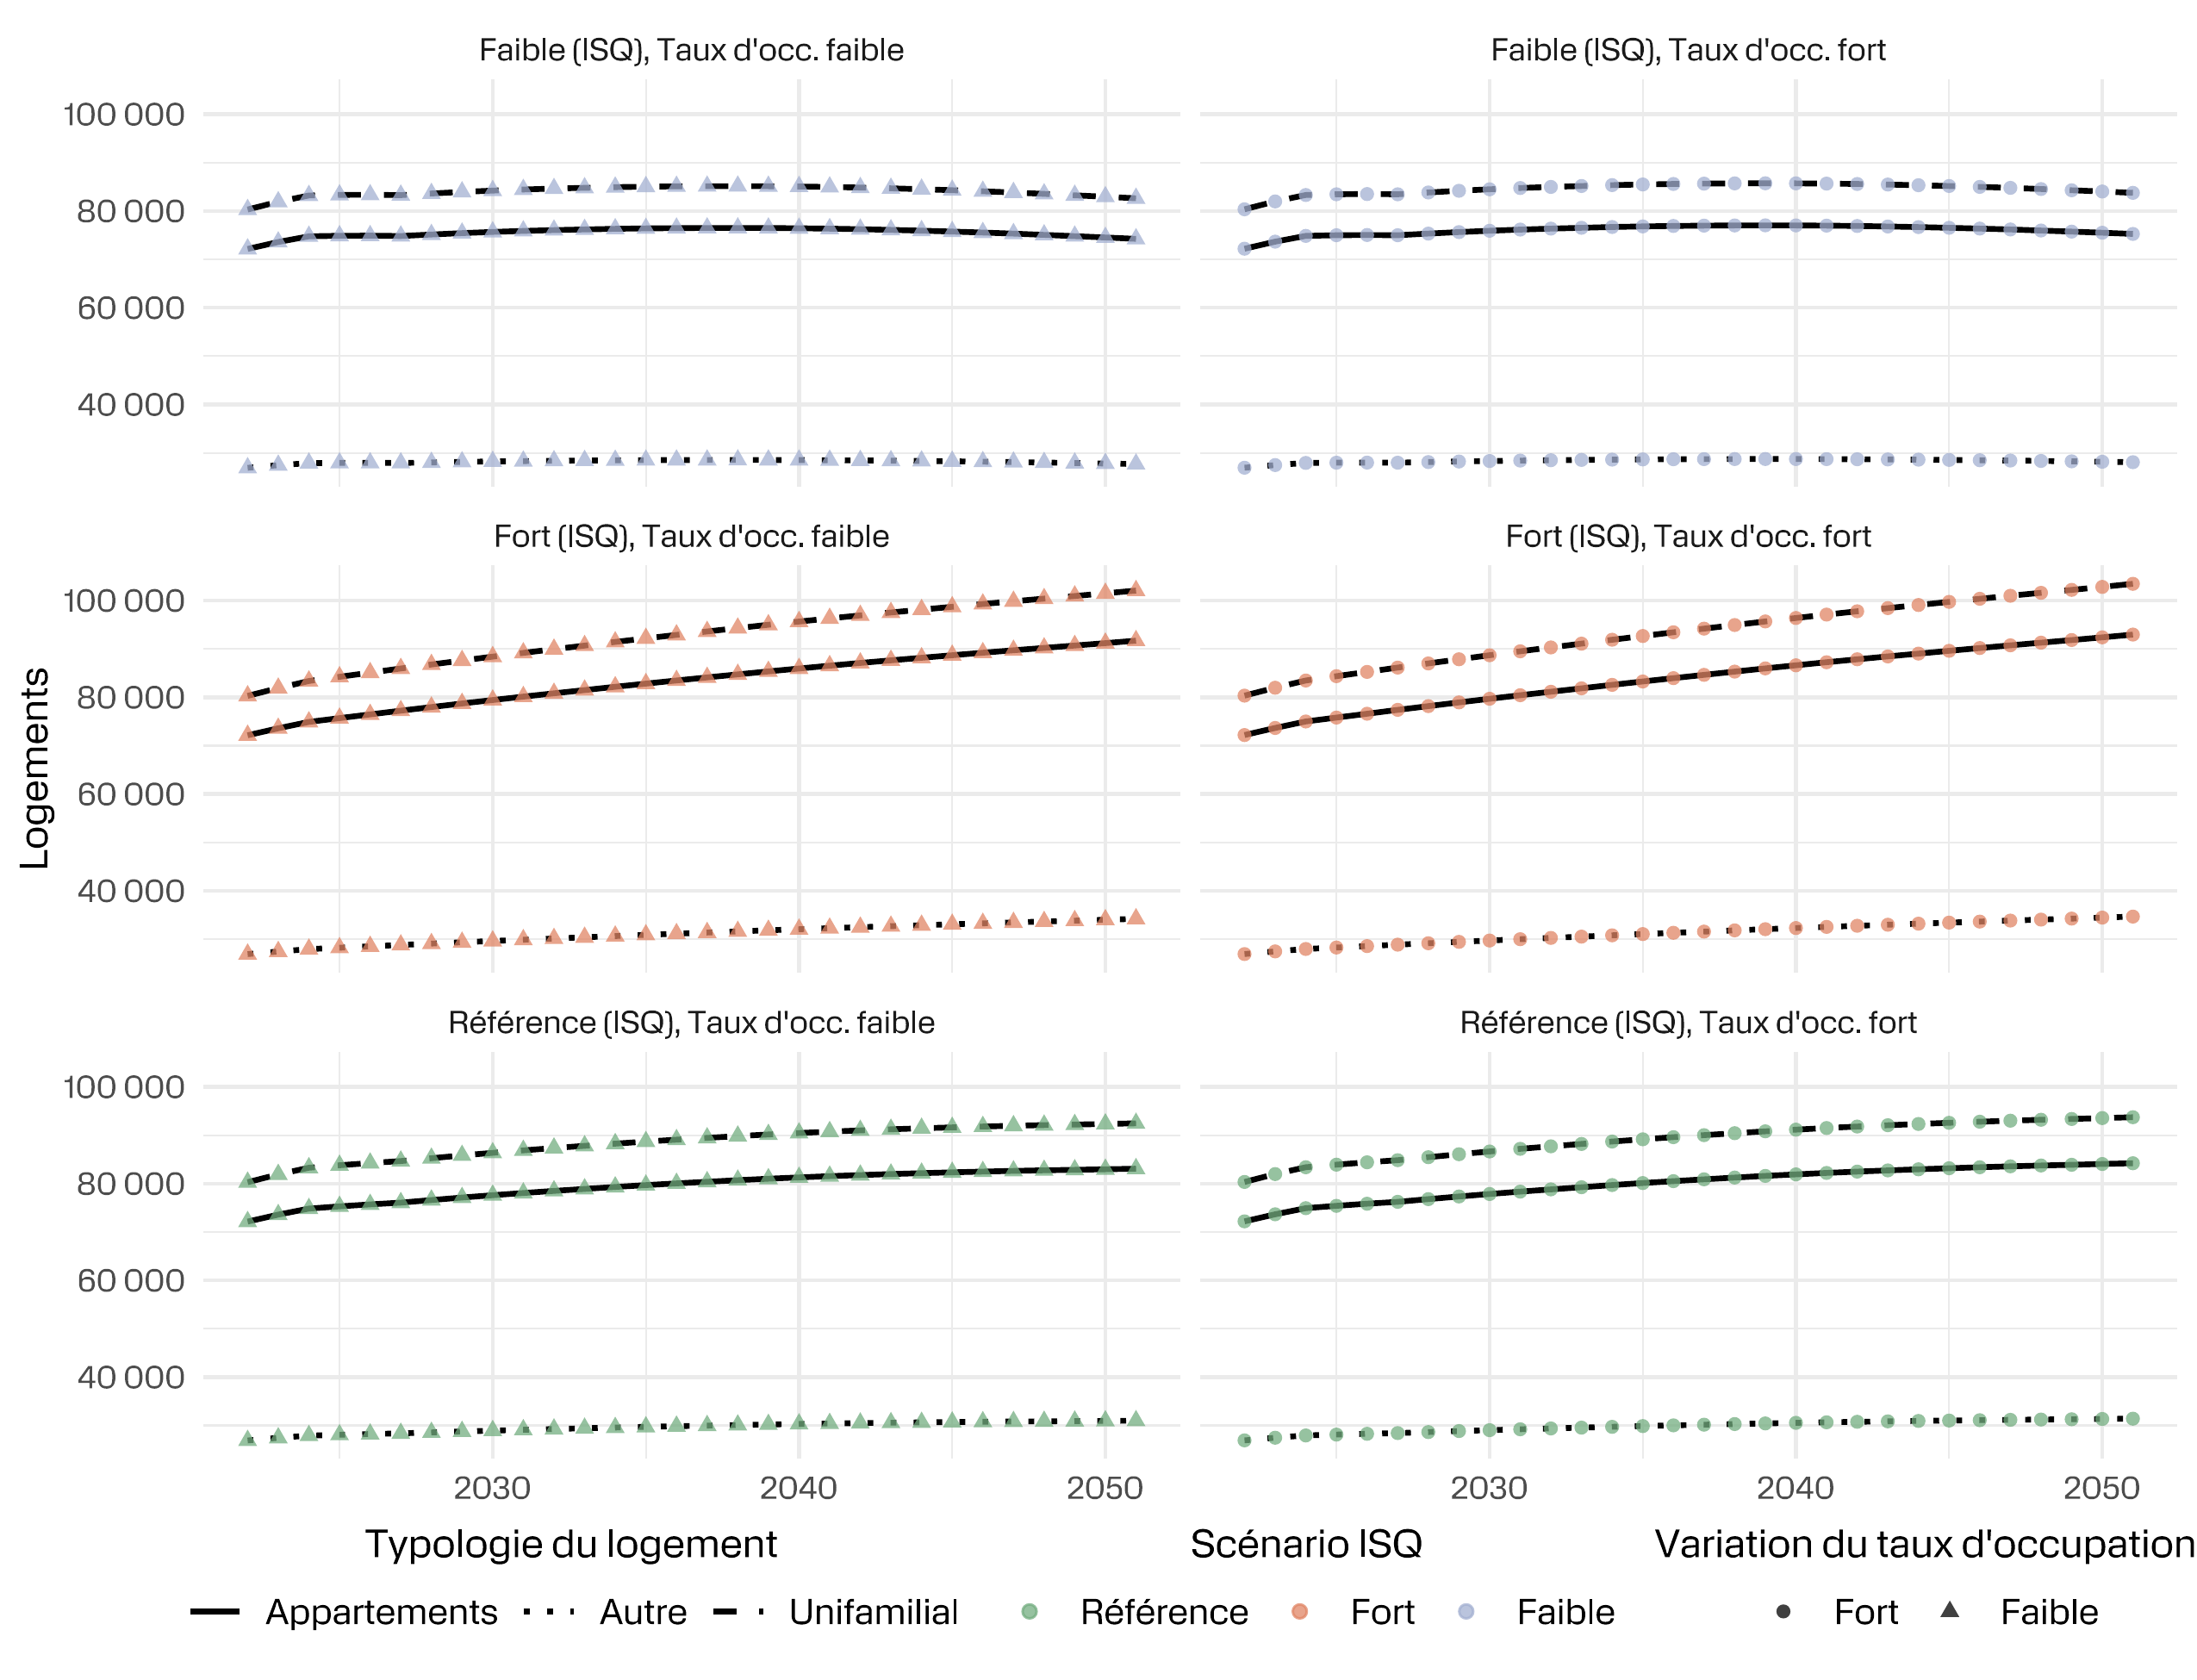 Faible (ISQ), Taux d'occ. faible
Faible (ISQ), Taux d'occ. fort
100 000
80 000
60 000
40 000
Fort (ISQ), Taux d'occ. faible
Fort (ISQ), Taux d'occ. fort
100 000
80 000
60 000
40 000
Logements
Référence (ISQ), Taux d'occ. faible
Référence (ISQ), Taux d'occ. fort
100 000
80 000
60 000
40 000
2030 2040 2050
2030 2040 2050
Typologie du logement
Appartements Autre Unifamilial
Scénario ISQ
Référence Fort Faible
Variation du taux d'occupation
Fort Faible